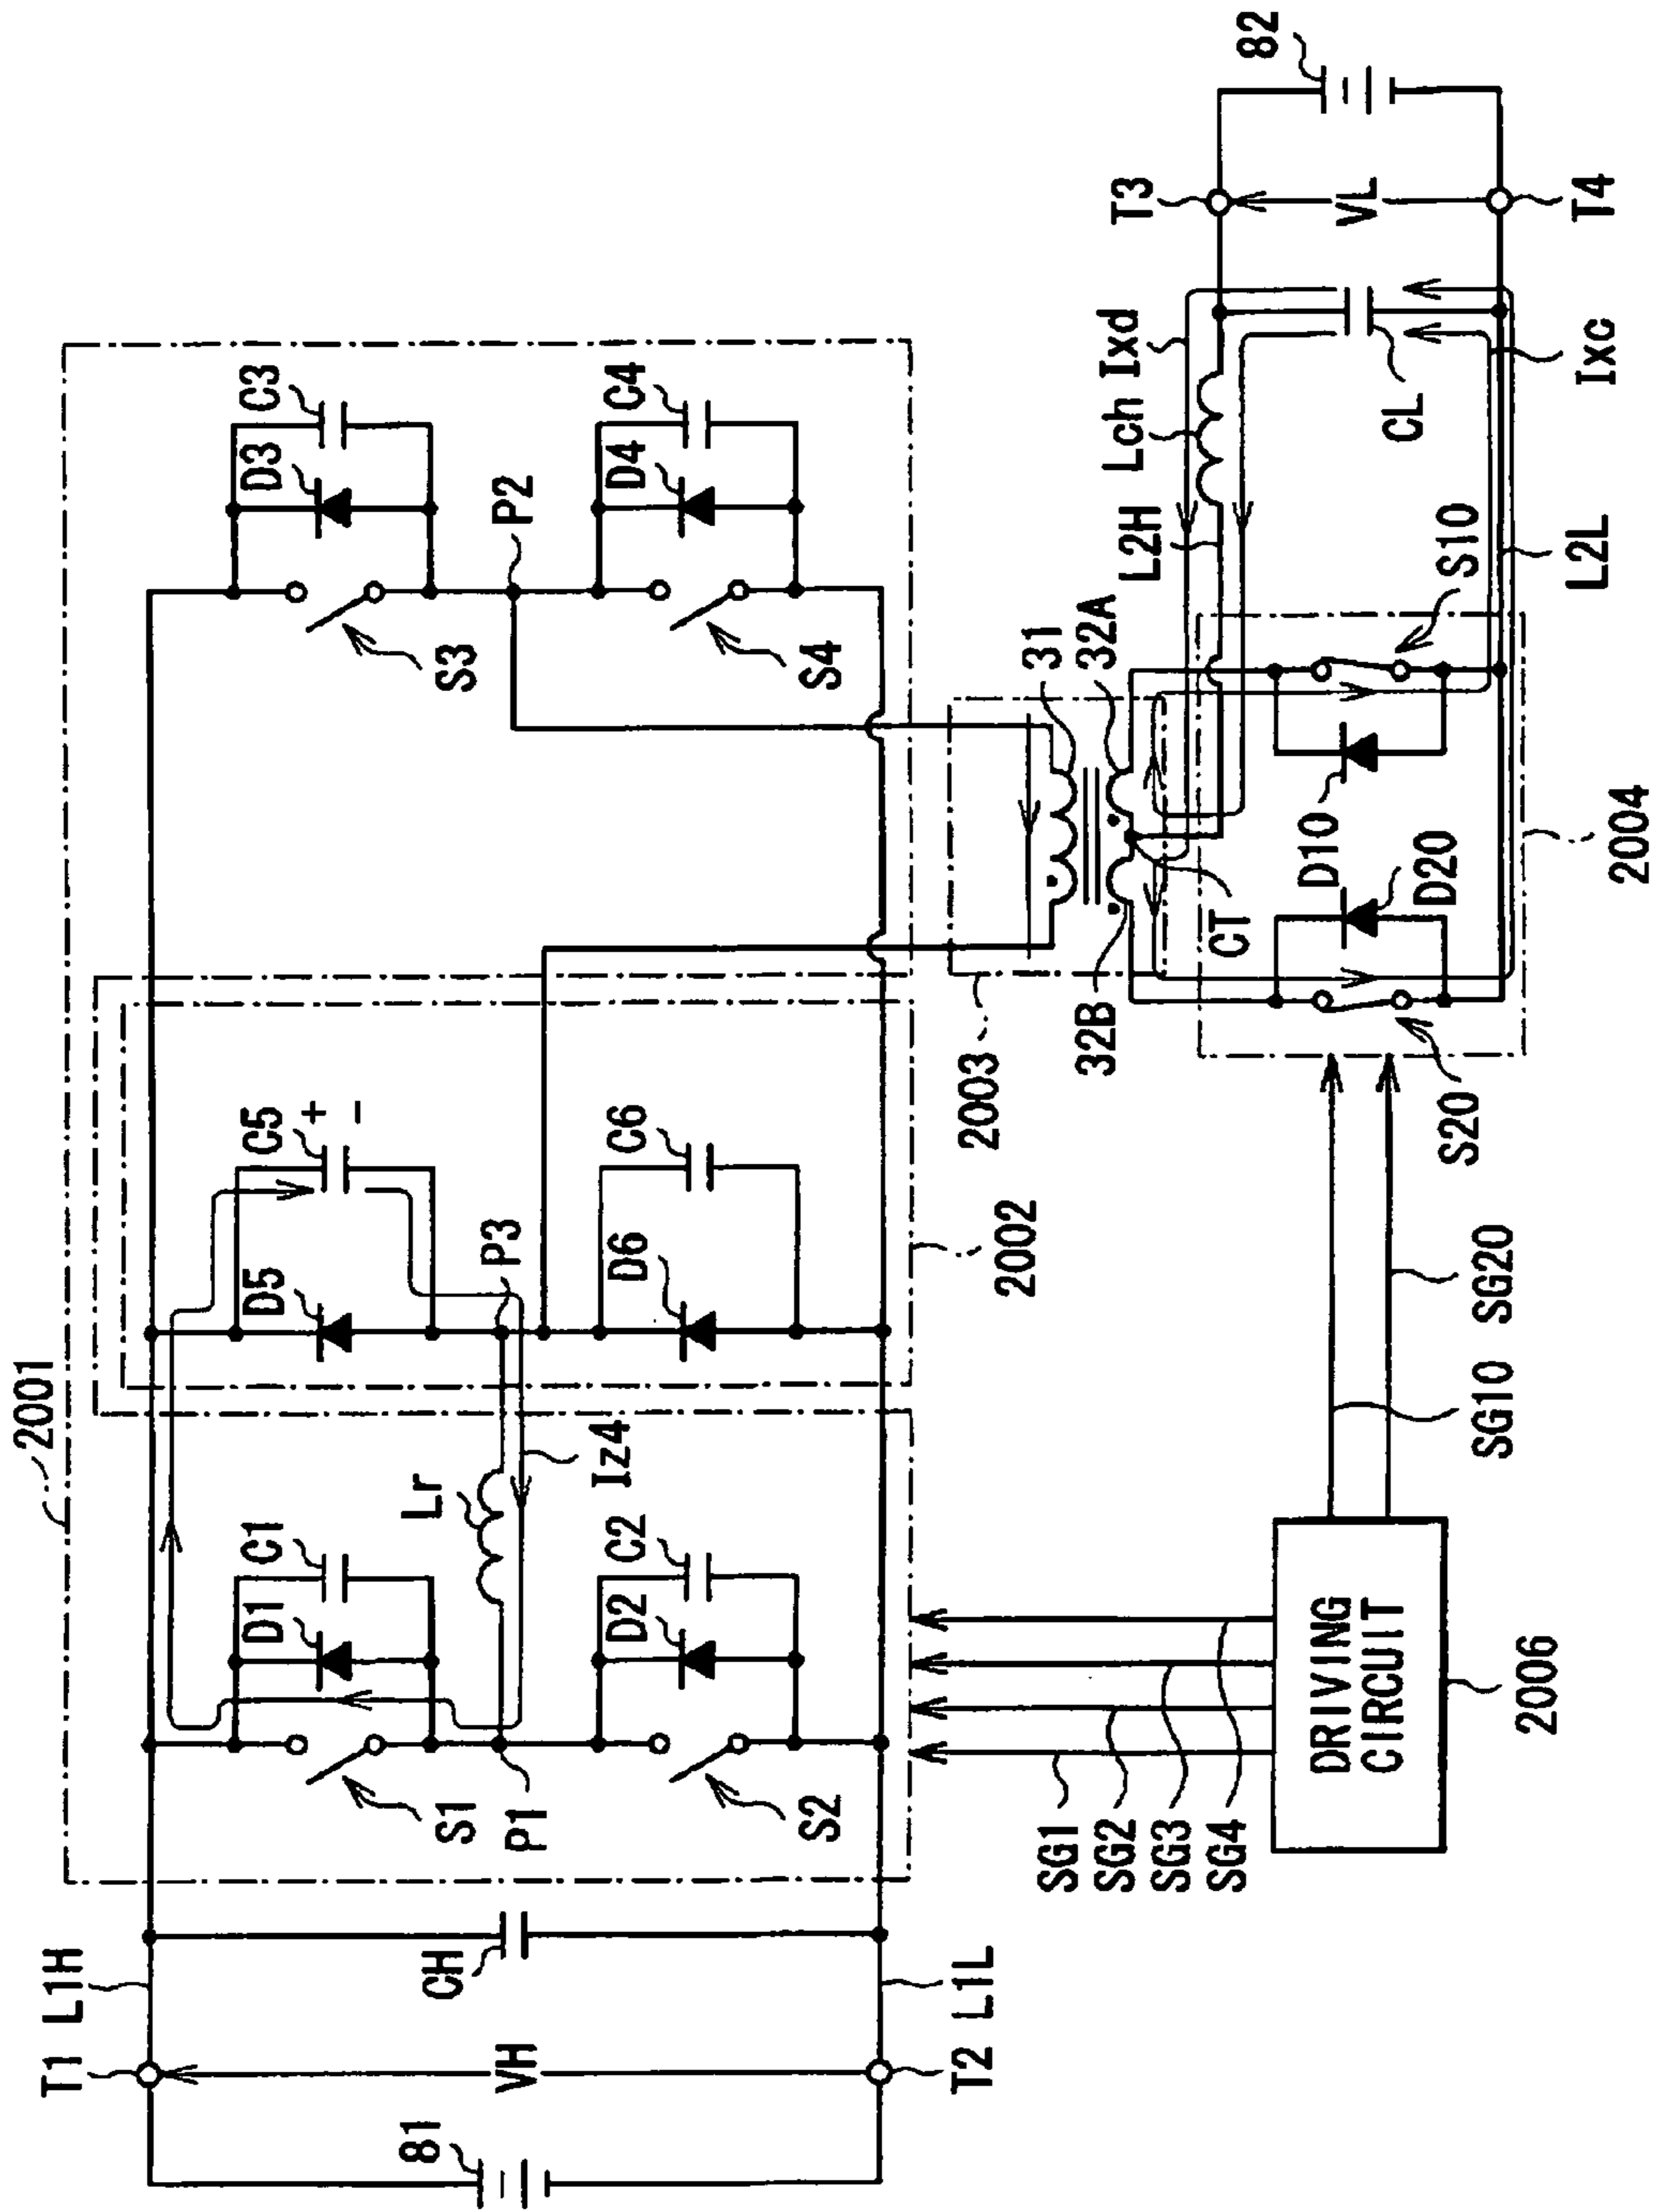 2001
T1
L1H
81
VH
CH
T2
L1L
S1
D1
C1
P1
Lr
Iz4
S2
D2
C2
D5
C5
+
-
P3
D6
C6
2002
S3
D3
C3
P2
S4
D4
C4
2003
31
32A
32B
CT
L2H
Lch
Ixd
T3
82
VL
T4
CL
Ixc
L2L
S10
D10
D20
S20
2004
SG1
SG2
SG3
SG4
DRIVING
CIRCUIT
2006
SG10
SG20